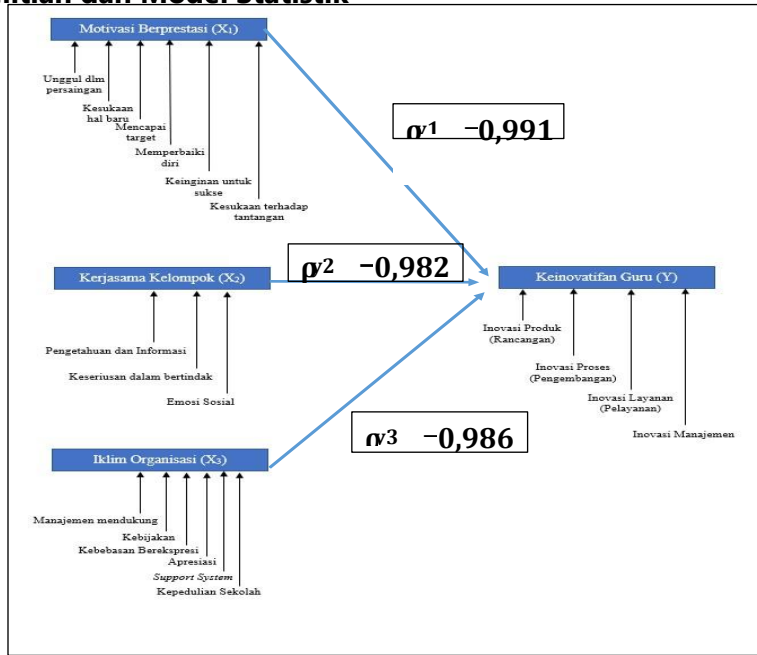 dan Model Statistik
Motivasi Berprestasi (X₁)
Unggul dlm
persaingan
Kesukaan
hal baru
Mencapai
target
Memperbaiki
diri
Keinginan untuk
sukse
Kesukaan terhadap
tantangan
ρy1 −0,991
Kerjasama Kelompok (X₂)
ρy2 −0,982
Pengetahuan dan Informasi
Keseriusan dalam bertindak
Emosi Sosial
Keinovatifan Guru (Y)
Inovasi Produk
(Rancangan)
Inovasi Proses
(Pengembangan)
Inovasi Layanan
(Pelayanan)
Inovasi Manajemen
ρy3 −0,986
Iklim Organisasi (X₃)
Manajemen mendukung
Kebijakan
Kebebasan Berekspresi
Apresiasi
Support System
Kepedulian Sekolah